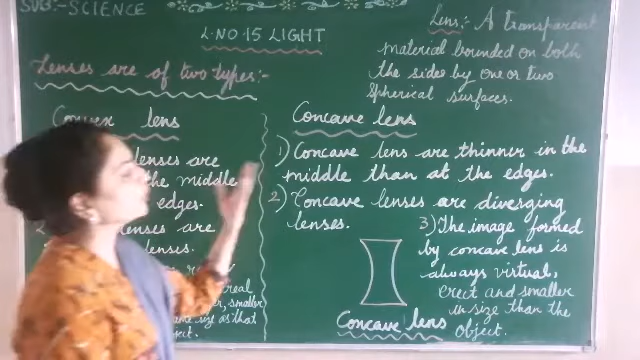 SUB:- SCIENCE
L.NO 15 LIGHT
Lens: A transparent
material bounded on both
the sides by one or two
spherical surfaces.
Lenses are of two types:-
Convex lens
lenses are
the middle
edges.
lenses are
lenses.
real
smaller
same size as that
Concave lens
1) Concave lens are thinner in the
middle than at the edges.
2) Concave lenses are diverging
lenses.
3) The image formed
by concave lens is
always virtual,
erect and smaller
in size than the
object.
Concave lens